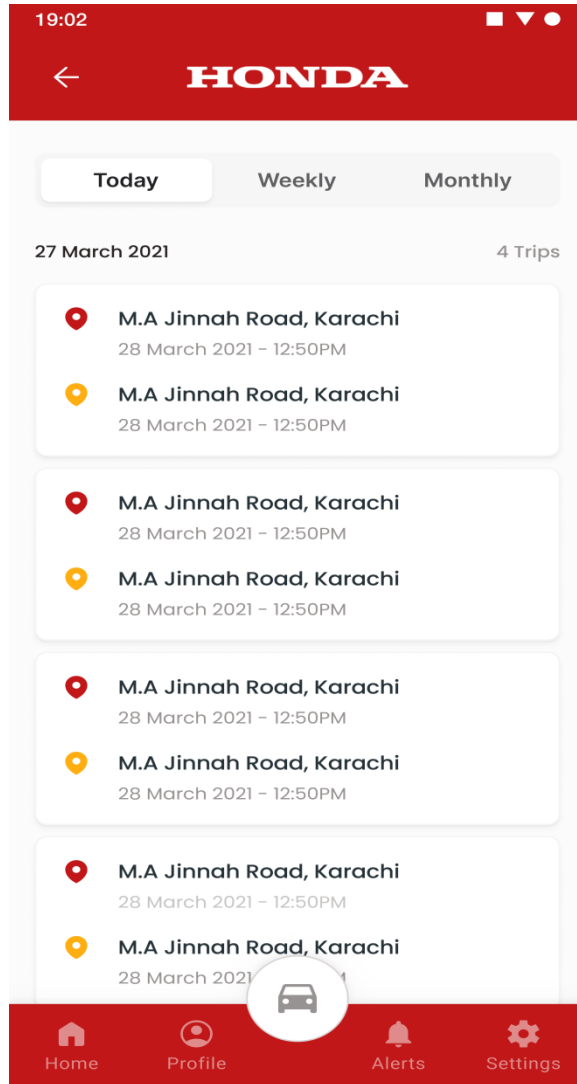 19:02
HONDA
Today Weekly Monthly
27 March 2021 4 Trips
M.A Jinnah Road, Karachi
28 March 2021 - 12:50PM
M.A Jinnah Road, Karachi
28 March 2021 - 12:50PM
M.A Jinnah Road, Karachi
28 March 2021 - 12:50PM
M.A Jinnah Road, Karachi
28 March 2021 - 12:50PM
M.A Jinnah Road, Karachi
28 March 2021 - 12:50PM
M.A Jinnah Road, Karachi
28 March 2021 - 12:50PM
M.A Jinnah Road, Karachi
28 March 2021 - 12:50PM
M.A Jinnah Road, Karachi
28 March 2021
Home Profile Alerts Settings